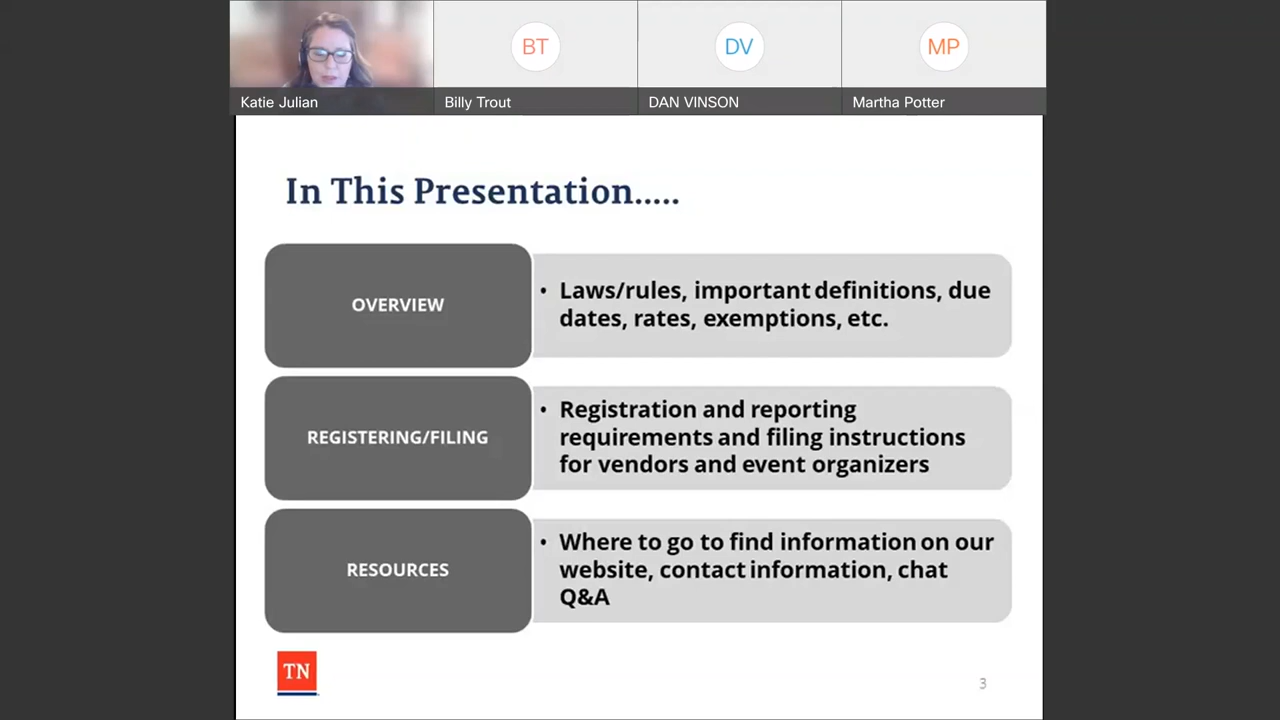 BT
DV
MP
Katie Julian
Billy Trout
DAN VINSON
Martha Potter
In This Presentation.....
OVERVIEW
• Laws/rules, important definitions, due
dates, rates, exemptions, etc.
REGISTERING/FILING
• Registration and reporting
requirements and filing instructions
for vendors and event organizers
RESOURCES
• Where to go to find information on our
website, contact information, chat
Q&A
TN
3